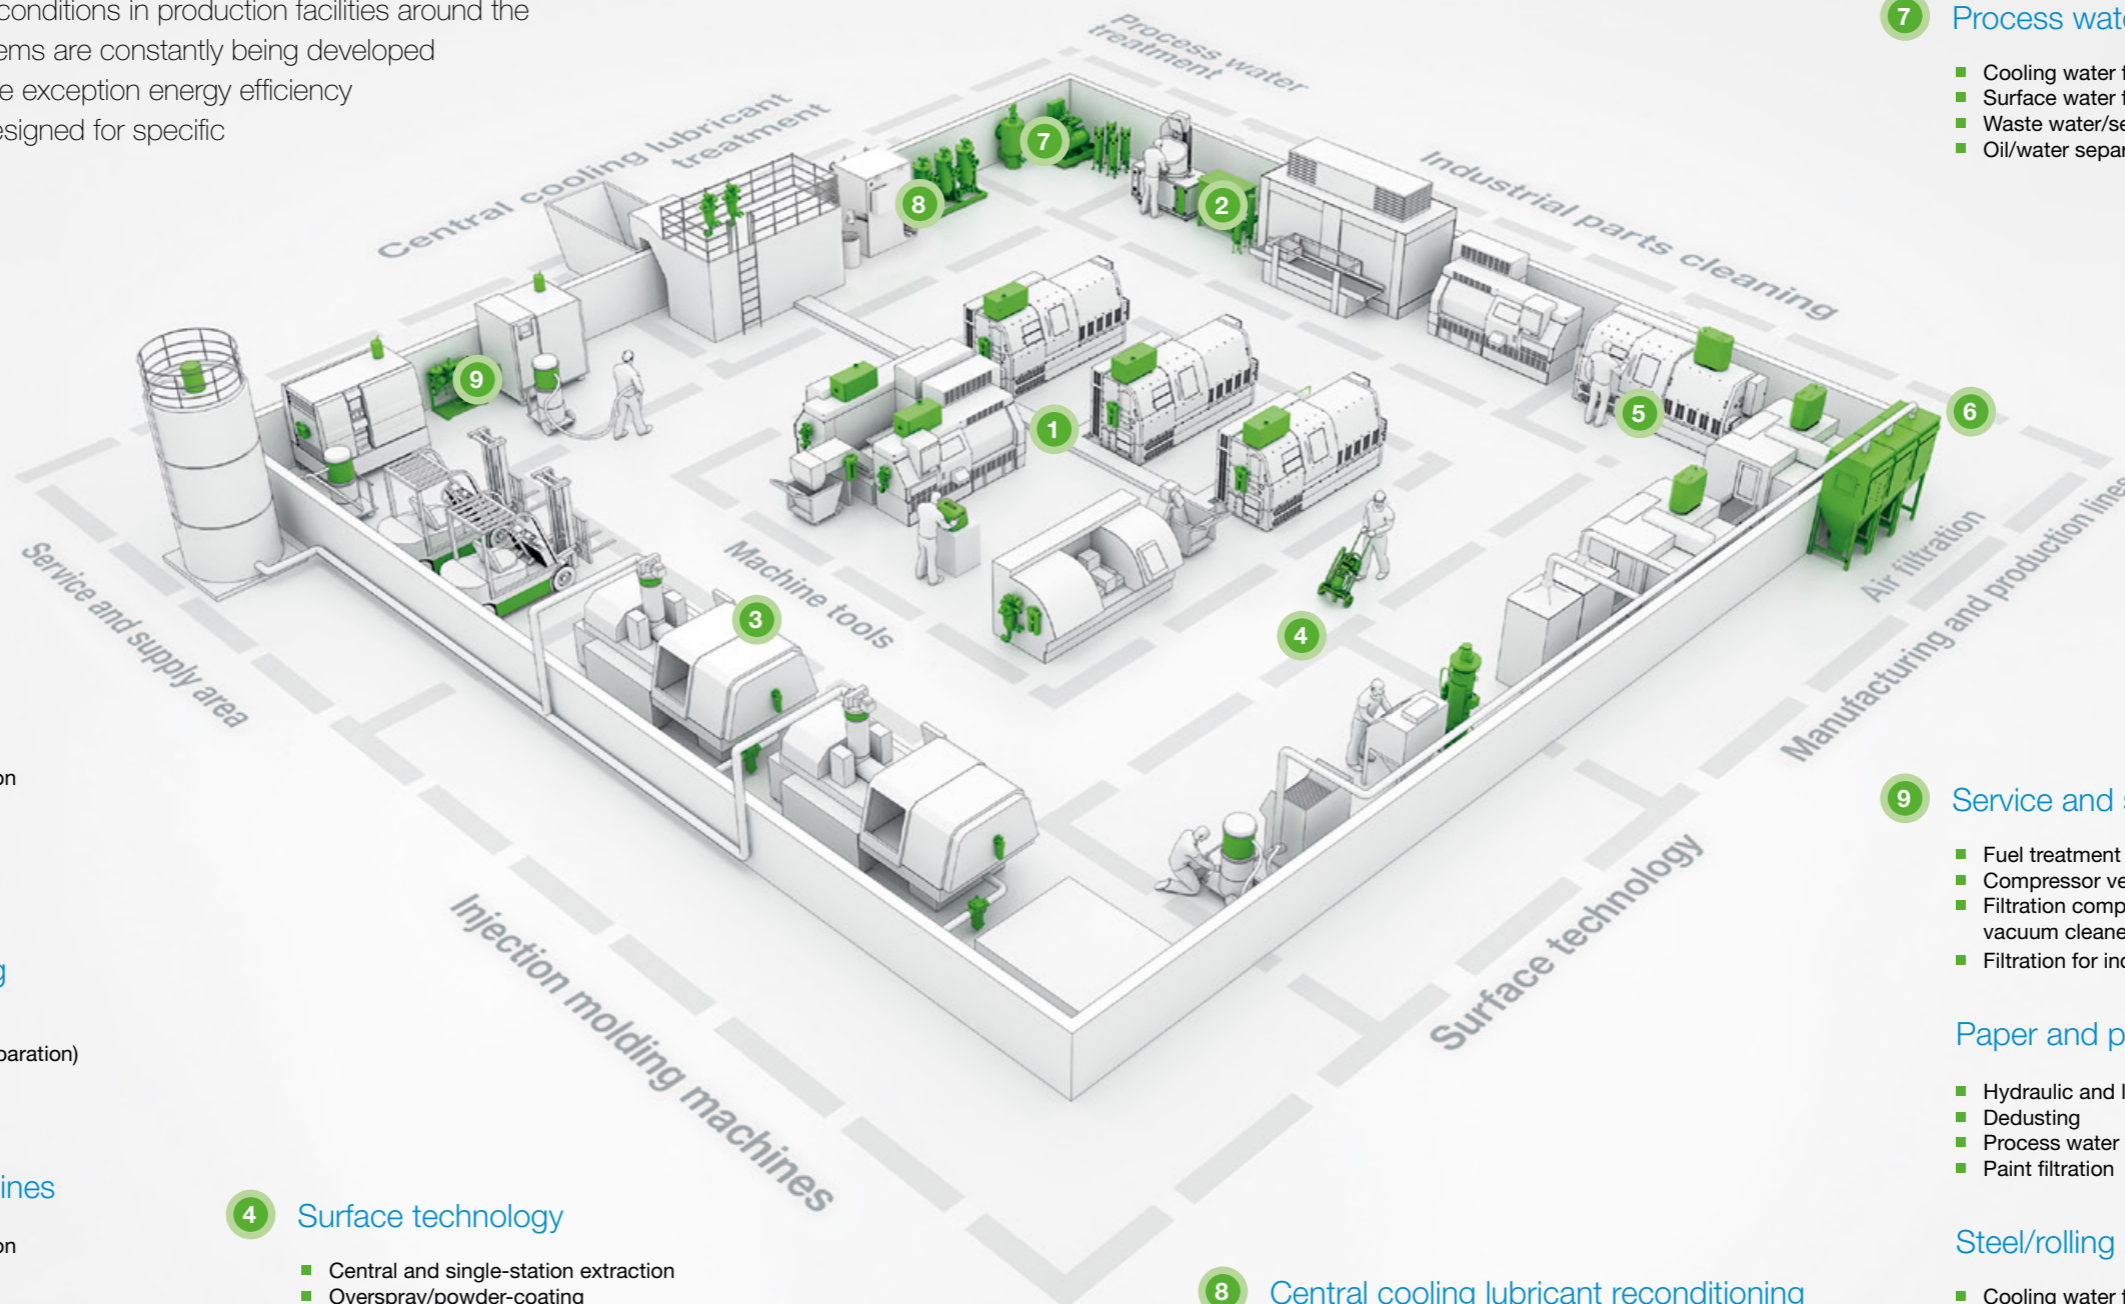 conditions in production facilities around the
ems are constantly being developed
e exception energy efficiency
esigned for specific
Process water
treatment
Central cooling lubricant
treatment
Industrial parts cleaning
7
8
2
9
1
5
6
3
4
Service and supply area
Machine tools
Air filtration
Manufacturing and production lines
Injection molding machines
Surface technology
on
g
paration)
ines
on
4 Surface technology
Central and single-station extraction
Overspray/powder-coating
8 Central cooling lubricant reconditioning
7 Process wat
Cooling water f
Surface water f
Waste water/se
Oil/water separ
9 Service and s
Fuel treatment
Compressor ve
Filtration comp
vacuum cleane
Filtration for ind
Paper and p
Hydraulic and l
Dedusting
Process water
Paint filtration
Steel/rolling
Cooling water f